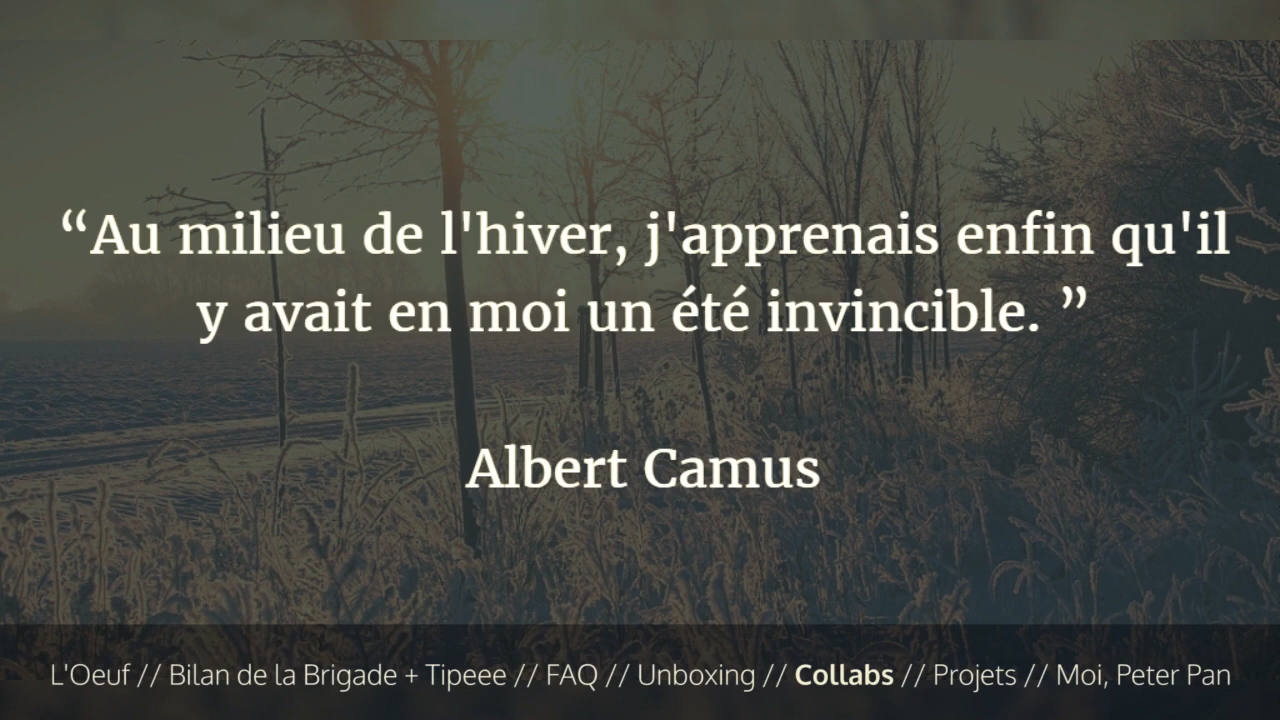 “Au milieu de l'hiver, j'apprenais enfin qu'il
y avait en moi un été invincible. ”
Albert Camus
L'Oeuf // Bilan de la Brigade + Tipeee // FAQ // Unboxing // Collabs // Projets // Moi, Peter Pan